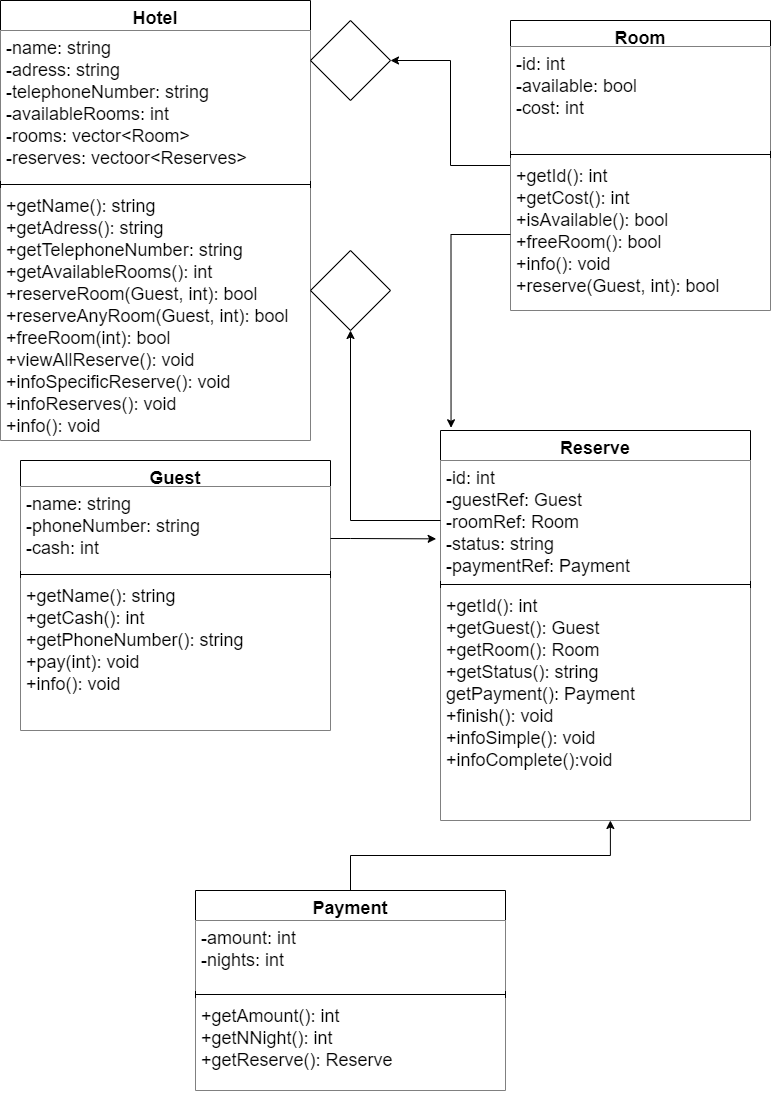 Hotel
-name: string
-adress: string
-telephoneNumber: string
-availableRooms: int
-rooms: vector<Room>
-reserves: vectoor<Reserves>
+getName(): string
+getAdress(): string
+getTelephoneNumber: string
+getAvailableRooms(): int
+reserveRoom(Guest, int): bool
+reserveAnyRoom(Guest, int): bool
+freeRoom(int): bool
+viewAllReserve(): void
+infoSpecificReserve(): void
+infoReserves(): void
+info(): void
Room
-id: int
-available: bool
-cost: int
+getId(): int
+getCost(): int
+isAvailable(): bool
+freeRoom(): bool
+info(): void
+reserve(Guest, int): bool
Guest
-name: string
-phoneNumber: string
-cash: int
+getName(): string
+getCash(): int
+getPhoneNumber(): string
+pay(int): void
+info(): void
Reserve
-id: int
-guestRef: Guest
-roomRef: Room
-status: string
-paymentRef: Payment
+getId(): int
+getGuest(): Guest
+getRoom(): Room
+getStatus(): string
getPayment(): Payment
+finish(): void
+infoSimple(): void
+infoComplete():void
Payment
-amount: int
-nights: int
+getAmount(): int
+getNNight(): int
+getReserve(): Reserve